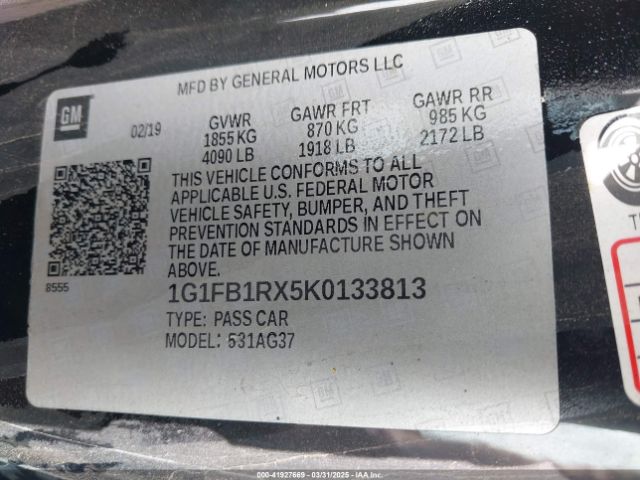 MFD BY GENERAL MOTORS LLC
GM
02/19
GVWR GAWR FRT GAWR RR
1855 KG 870 KG 985 KG
4090 LB 1918 LB 2172 LB
THIS VEHICLE CONFORMS TO ALL
APPLICABLE U.S. FEDERAL MOTOR
VEHICLE SAFETY, BUMPER, AND THEFT
PREVENTION STANDARDS IN EFFECT ON
THE DATE OF MANUFACTURE SHOWN
ABOVE.
8555
1G1FB1RX5K0133813
TYPE: PASS CAR
MODEL: 531AG37
000-41927669 - 03/31/2025 - IAAI.COM